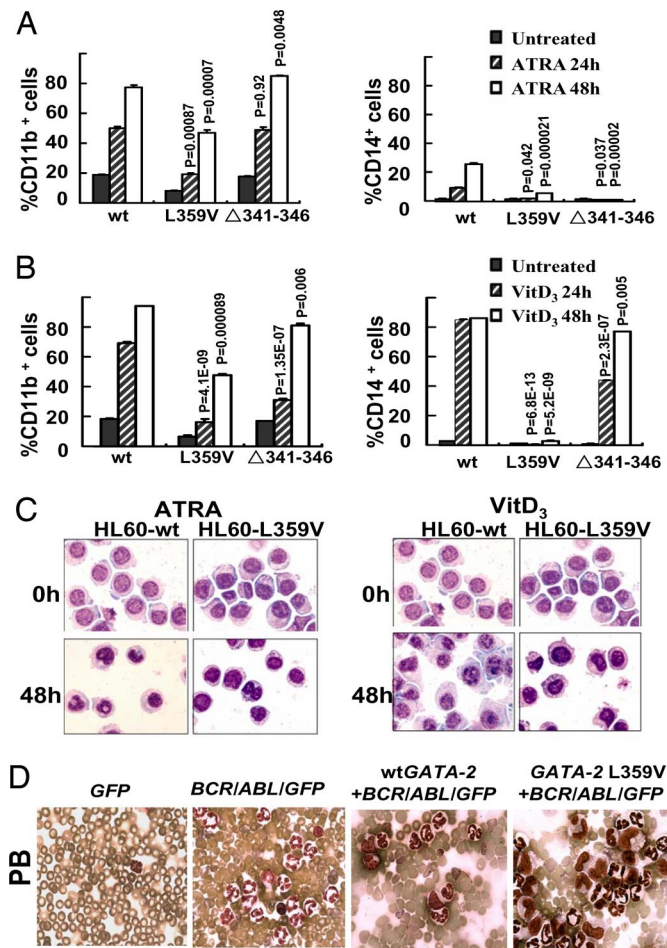 A
%CD11b + cells
80
60
40
20
0
P=0.00087
P=0.00007
P=0.92
P=0.0048
wt
L359V
△341-346
%CD14+ cells
80
60
40
20
0
Untreated
ATRA 24h
ATRA 48h
P=0.042
P=0.000021
P=0.037
P=0.00002
wt
L359V
△341-346
B
%CD11b + cells
80
60
40
20
0
P=4.1E-09
P=0.000089
P=1.35E-07
P=0.006
wt
L359V
△341-346
%CD14 + cells
80
60
40
20
0
Untreated
VitD3 24h
VitD3 48h
P=6.8E-13
P=5.2E-09
P=2.3E-07
P=0.005
wt
L359V
△341-346
C
ATRA
HL60-wt HL60-L359V
VitD3
HL60-wt HL60-L359V
0h
0h
48h
48h
D
GFP
BCR/ABL/GFP
wtGATA-2
+BCR/ABL/GFP
GATA-2 L359V
+BCR/ABL/GFP
PB